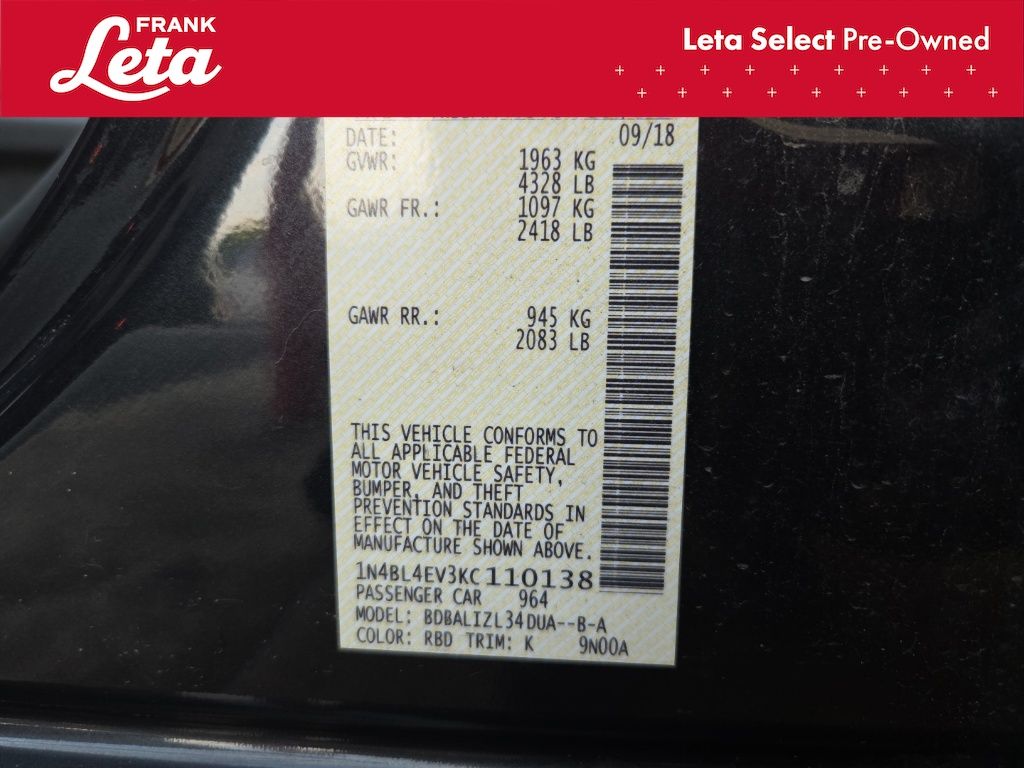 FRANK
Leta
Leta Select Pre-Owned
DATE: 09/18
GVWR: 1963 KG
4328 LB
GAWR FR.: 1097 KG
2418 LB
GAWR RR.: 945 KG
2083 LB
THIS VEHICLE CONFORMS TO
ALL APPLICABLE FEDERAL
MOTOR VEHICLE SAFETY,
BUMPER, AND THEFT
PREVENTION STANDARDS IN
EFFECT ON THE DATE OF
MANUFACTURE SHOWN ABOVE.
1N4BL4EV3KC110138
PASSENGER CAR 964
MODEL: BDBALIZL34DUA--B-A
COLOR: RBD TRIM: K 9N00A